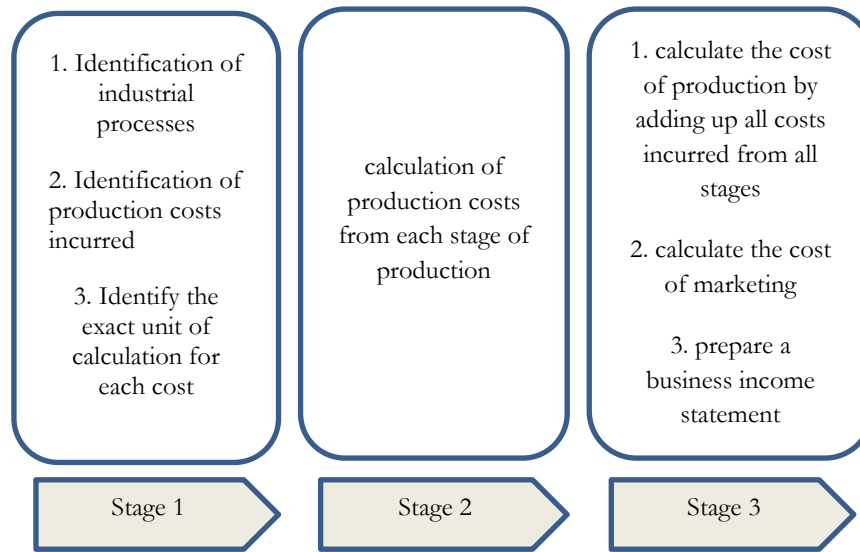 1. Identification of
industrial
processes
2. Identification of
production costs
incurred
3. Identify the
exact unit of
calculation for
each cost
calculation of
production costs
from each stage of
production
1. calculate the cost
of production by
adding up all costs
incurred from all
stages
2. calculate the cost
of marketing
3. prepare a
business income
statement
Stage 1
Stage 2
Stage 3